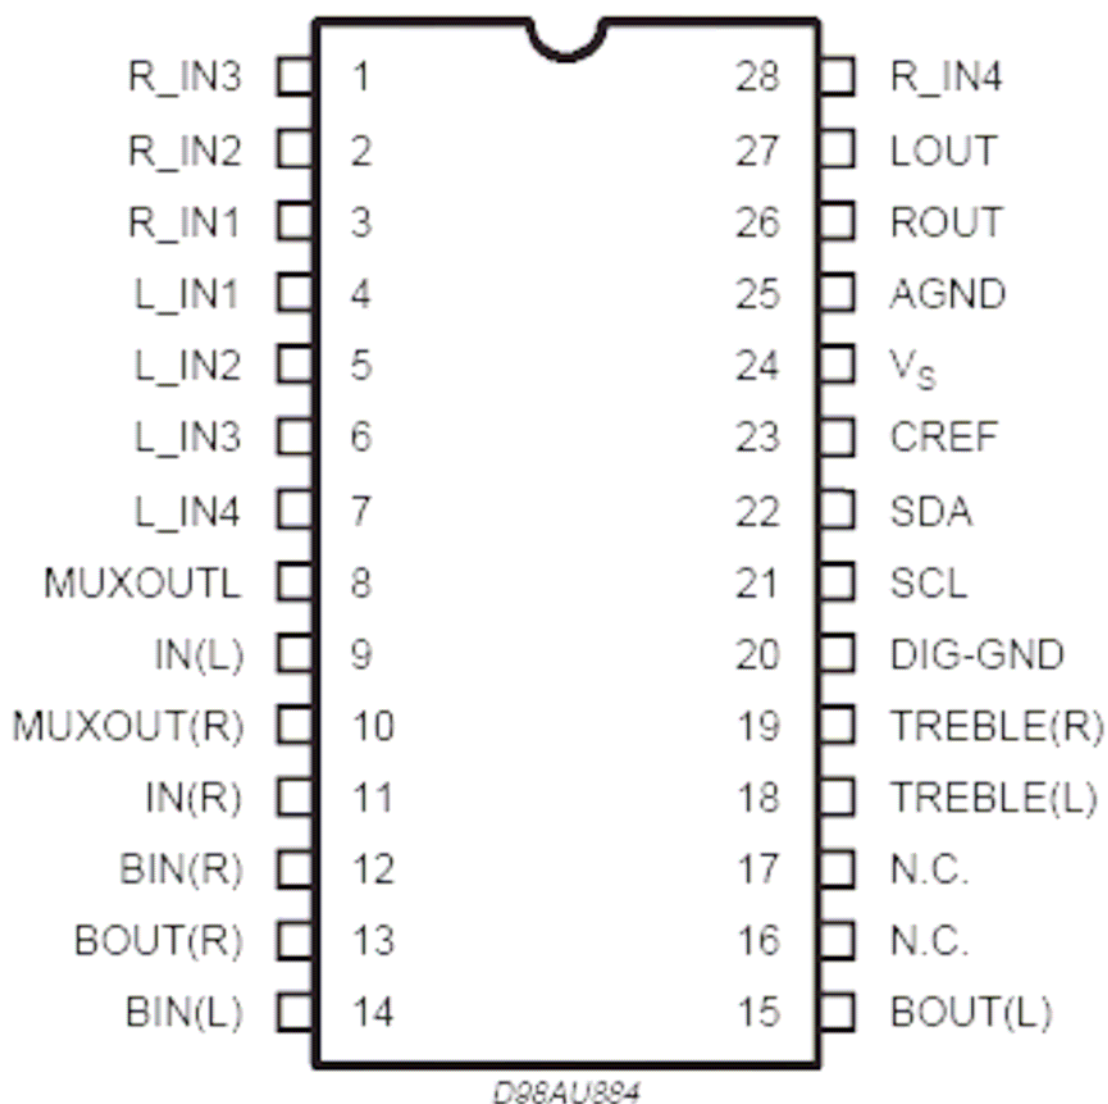 R_IN3 1 28 R_IN4
R_IN2 2 27 LOUT
R_IN1 3 26 ROUT
L_IN1 4 25 AGND
L_IN2 5 24 VS
L_IN3 6 23 CREF
L_IN4 7 22 SDA
MUXOUTL 8 21 SCL
IN(L) 9 20 DIG-GND
MUXOUT(R) 10 19 TREBLE(R)
IN(R) 11 18 TREBLE(L)
BIN(R) 12 17 N.C.
BOUT(R) 13 16 N.C.
BIN(L) 14 15 BOUT(L)
D98AU884